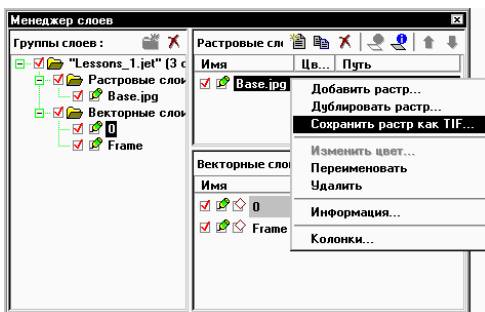 Менеджер слоев
Группы слоев :
"Lessons_1.jet" (3 с
Растровые слои
Base.jpg
Векторные слои
0
Frame
Растровые сли
Имя Цв... Путь
Base.jpg
Векторные слои
Имя
0
Frame
Добавить растр...
Дублировать растр...
Сохранить растр как TIF...
Изменить цвет...
Переименовать
Удалить
Информация...
Колонки...